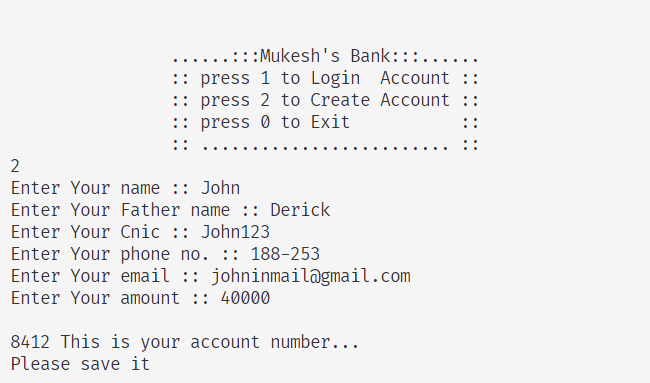 ......:::Mukesh's Bank:::......
:: press 1 to Login  Account ::
:: press 2 to Create Account ::
:: press 0 to Exit           ::
:: ......................... ::
2
Enter Your name :: John
Enter Your Father name :: Derick
Enter Your Cnic :: John123
Enter Your phone no. :: 188-253
Enter Your email :: johninmail@gmail.com
Enter Your amount :: 40000
8412 This is your account number...
Please save it